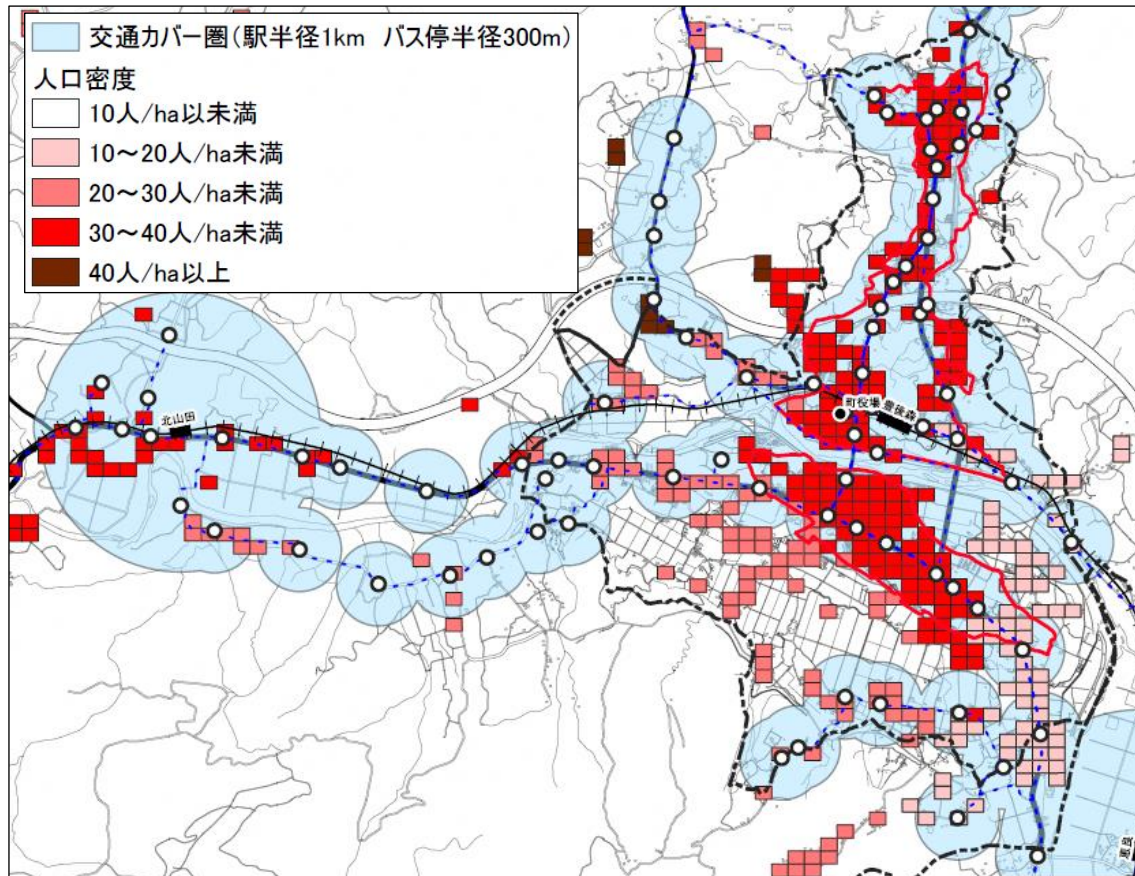 交通カバー圏(駅半径1km　バス停半径300m)
人口密度
10人/ha以未満
10～20人/ha未満
20～30人/ha未満
30～40人/ha未満
40人/ha以上
北山田
町役場
豊後森
恵良